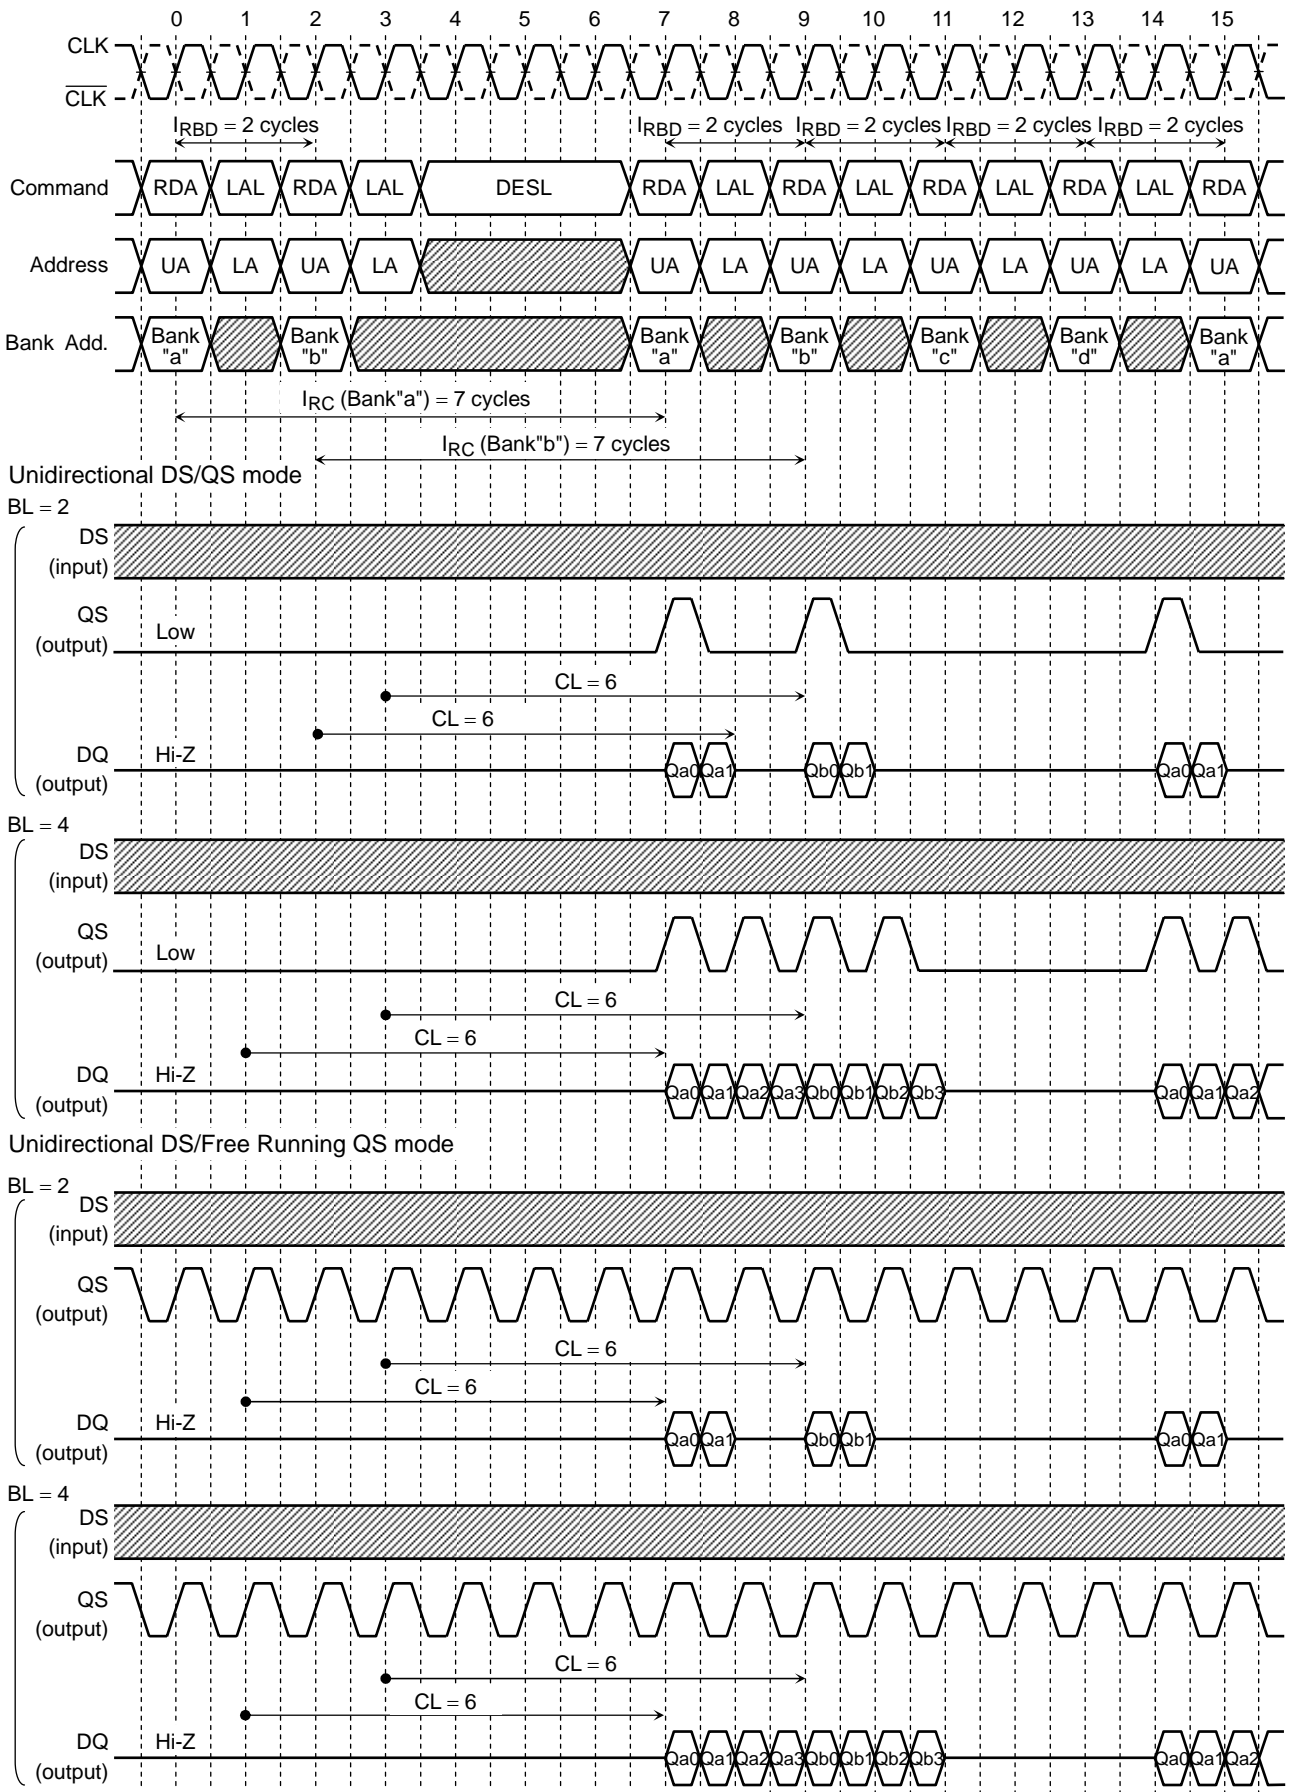 0 1 2 3 4 5 6 7 8 9 10 11 12 13 14 15
CLK
CLK
IRBD = 2 cycles IRBD = 2 cycles IRBD = 2 cycles IRBD = 2 cycles IRBD = 2 cycles
Command RDA LAL RDA LAL DESL RDA LAL RDA LAL RDA LAL RDA LAL RDA
Address UA LA UA LA UA LA UA LA UA LA UA LA UA
Bank Add. Bank "a" Bank "b" Bank "a" Bank "b" Bank "c" Bank "d" Bank "a"
IRC (Bank"a") = 7 cycles
IRC (Bank"b") = 7 cycles
Unidirectional DS/QS mode
BL = 2
DS
(input)
QS
(output) Low
CL = 6
CL = 6
DQ Hi-Z
(output) Qa0 Qa1 Qb0 Qb1 Qa0 Qa1
BL = 4
DS
(input)
QS
(output) Low
CL = 6
CL = 6
DQ Hi-Z
(output) Qa0 Qa1 Qa2 Qa3 Qb0 Qb1 Qb2 Qb3 Qa0 Qa1 Qa2
Unidirectional DS/Free Running QS mode
BL = 2
DS
(input)
QS
(output)
CL = 6
CL = 6
DQ Hi-Z
(output) Qa0 Qa1 Qb0 Qb1 Qa0 Qa1
BL = 4
DS
(input)
QS
(output)
CL = 6
CL = 6
DQ Hi-Z
(output) Qa0 Qa1 Qa2 Qa3 Qb0 Qb1 Qb2 Qb3 Qa0 Qa1 Qa2